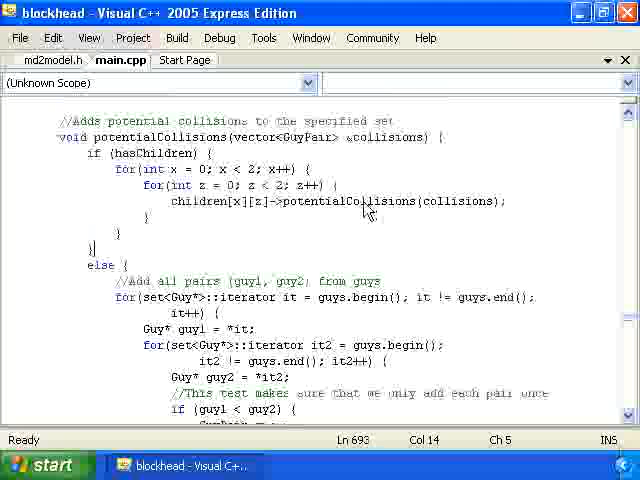 blockhead - Visual C++ 2005 Express Edition
File Edit View Project Build Debug Tools Window Community Help
md2model.h main.cpp Start Page
(Unknown Scope)
//Adds potential collisions to the specified set
void potentialCollisions(vector<GuyPair> &collisions) {
if (hasChildren) {
for(int x = 0; x < 2; x++) {
for(int z = 0; z < 2; z++) {
children[x][z]->potentialCollisions(collisions);
}
}
}
else {
//Add all pairs (guy1, guy2) from guys
for(set<Guy*>::iterator it = guys.begin(); it != guys.end();
it++) {
Guy* guy1 = *it;
for(set<Guy*>::iterator it2 = guys.begin();
it2 != guys.end(); it2++) {
Guy* guy2 = *it2;
//This test makes sure that we only add each pair once
if (guy1 < guy2) {
Ready Ln 693 Col 14 Ch 5 INS
start blockhead - Visual C++...